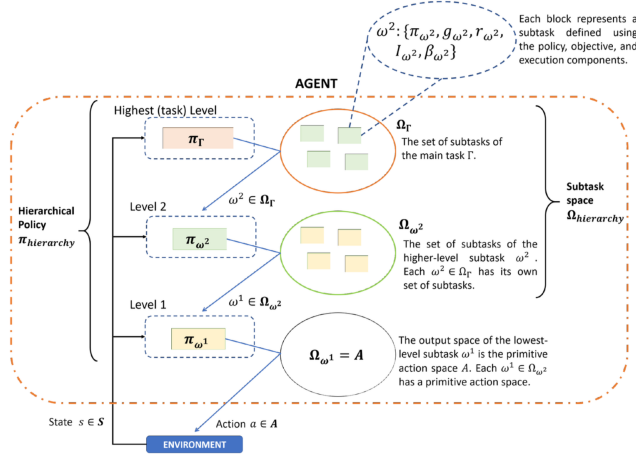 ω²: {π_ω², g_ω², r_ω²,
I_ω², β_ω²}
Each block represents a
subtask defined using
the policy, objective, and
execution components.
AGENT
Highest (task) Level
π_Γ
Ω_Γ
The set of subtasks of
the main task Γ.
ω² ∈ Ω_Γ
Hierarchical
Policy
π_hierarchy
Level 2
π_ω²
Ω_ω²
The set of subtasks of the
higher-level subtask ω² .
Each ω² ∈ Ω_Γ has its own
set of subtasks.
Subtask
space
Ω_hierarchy
ω¹ ∈ Ω_ω²
Level 1
π_ω¹
Ω_ω¹ = A
The output space of the lowest-
level subtask ω¹ is the primitive
action space A. Each ω¹ ∈ Ω_ω²
has a primitive action space.
State s ∈ S
Action a ∈ A
ENVIRONMENT